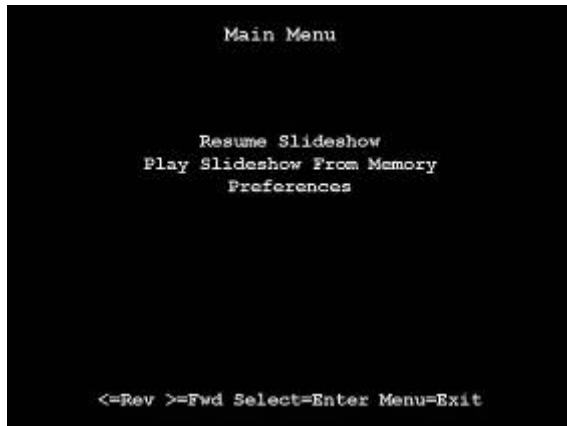 Main Menu
Resume Slideshow
Play Slideshow From Memory
Preferences
<=Rev >=Fwd Select=Enter Menu=Exit